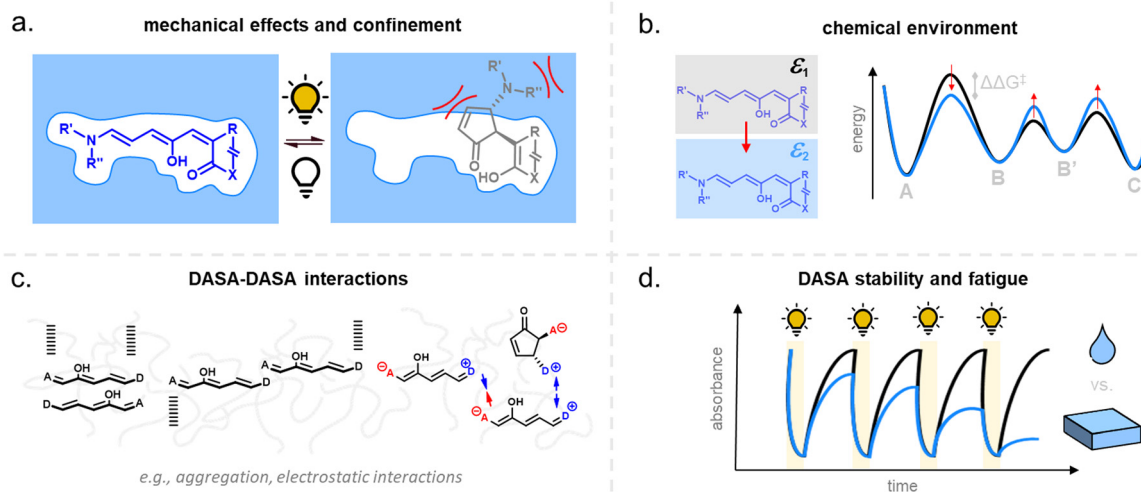 a.
mechanical effects and confinement
R'
N
R"
OH
R
O
X
R'
N
R"
R
O
HO
X
b.
chemical environment
ε1
R'
N
R"
OH
R
O
X
ε2
R'
N
R"
OH
R
O
X
energy
ΔΔG‡
A
B
B'
C
c.
DASA-DASA interactions
OH
A
D
OH
D
A
OH
A
D
OH
A
D
⊖
A
OH
D
⊕
O
A
⊖
D
⊕
⊖
A
OH
D
⊕
e.g., aggregation, electrostatic interactions
d.
DASA stability and fatigue
absorbance
time
vs.